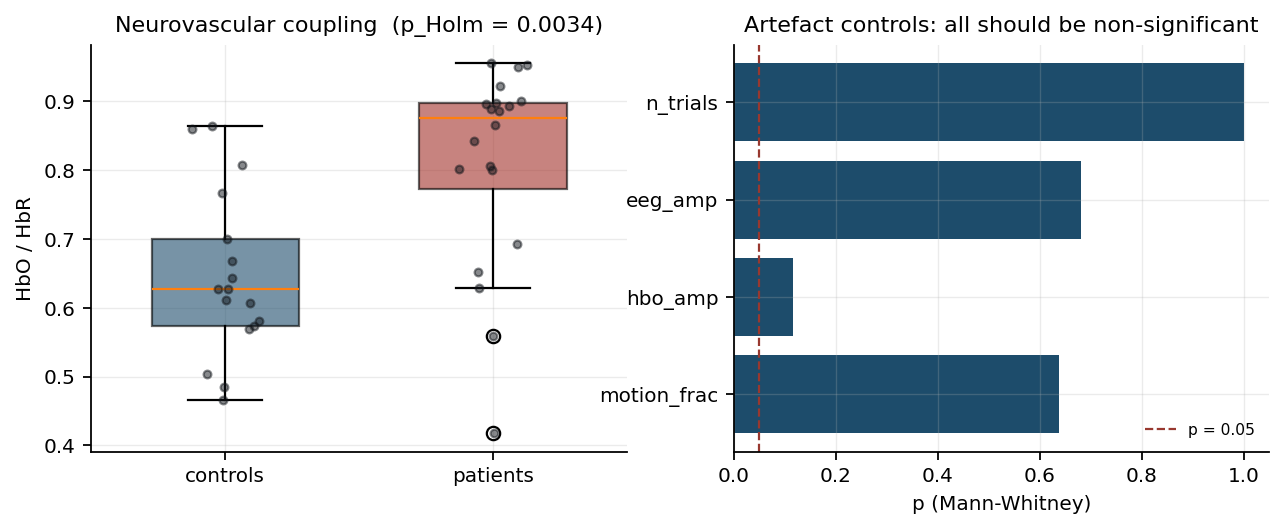 Neurovascular coupling (p_Holm = 0.0034)
HbO / HbR
0.9
0.8
0.7
0.6
0.5
0.4
controls
patients
Artefact controls: all should be non-significant
n_trials
eeg_amp
hbo_amp
motion_frac
p = 0.05
0.0
0.2
0.4
0.6
0.8
1.0
p (Mann-Whitney)